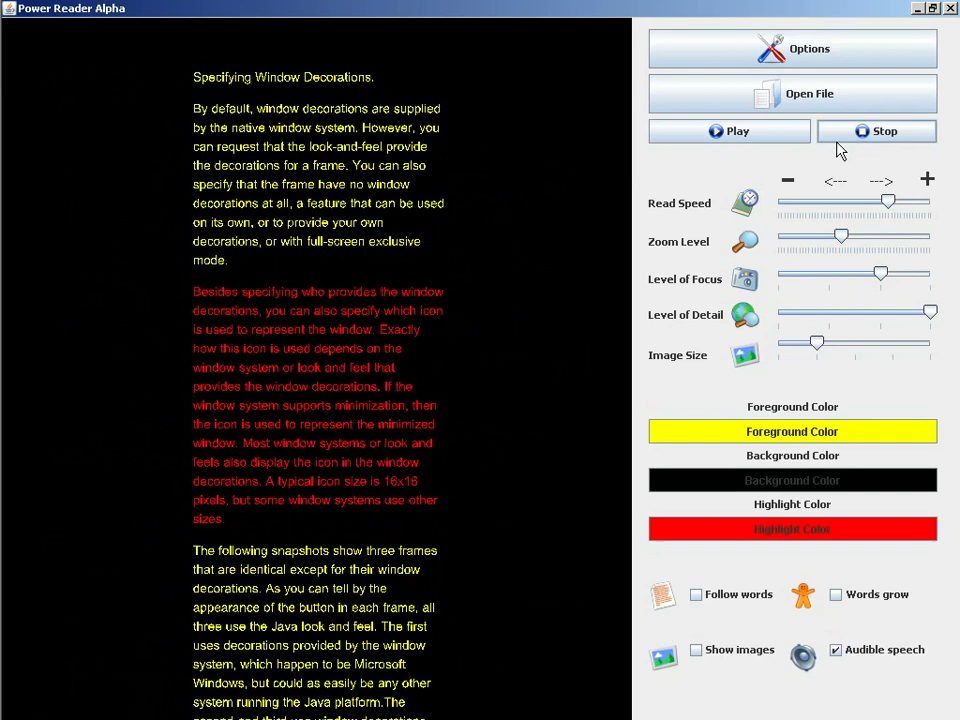 Power Reader Alpha
Specifying Window Decorations.
By default, window decorations are supplied
by the native window system. However, you
can request that the look-and-feel provide
the decorations for a frame. You can also
specify that the frame have no window
decorations at all, a feature that can be used
on its own, or to provide your own
decorations, or with full-screen exclusive
mode.
Besides specifying who provides the window
decorations, you can also specify which icon
is used to represent the window. Exactly
how this icon is used depends on the
window system or look and feel that
provides the window decorations. If the
window system supports minimization, then
the icon is used to represent the minimized
window. Most window systems or look and
feels also display the icon in the window
decorations. A typical icon size is 16x16
pixels, but some window systems use other
sizes.
The following snapshots show three frames
that are identical except for their window
decorations. As you can tell by the
appearance of the button in each frame, all
three use the Java look and feel. The first
uses decorations provided by the window
system, which happen to be Microsoft
Windows, but could as easily be any other
system running the Java platform.The
second and third use window decorations
Options
Open File
Play
Stop
− <--- ---> +
Read Speed
Zoom Level
Level of Focus
Level of Detail
Image Size
Foreground Color
Foreground Color
Background Color
Background Color
Highlight Color
Highlight Color
Follow words
Words grow
Show images
Audible speech